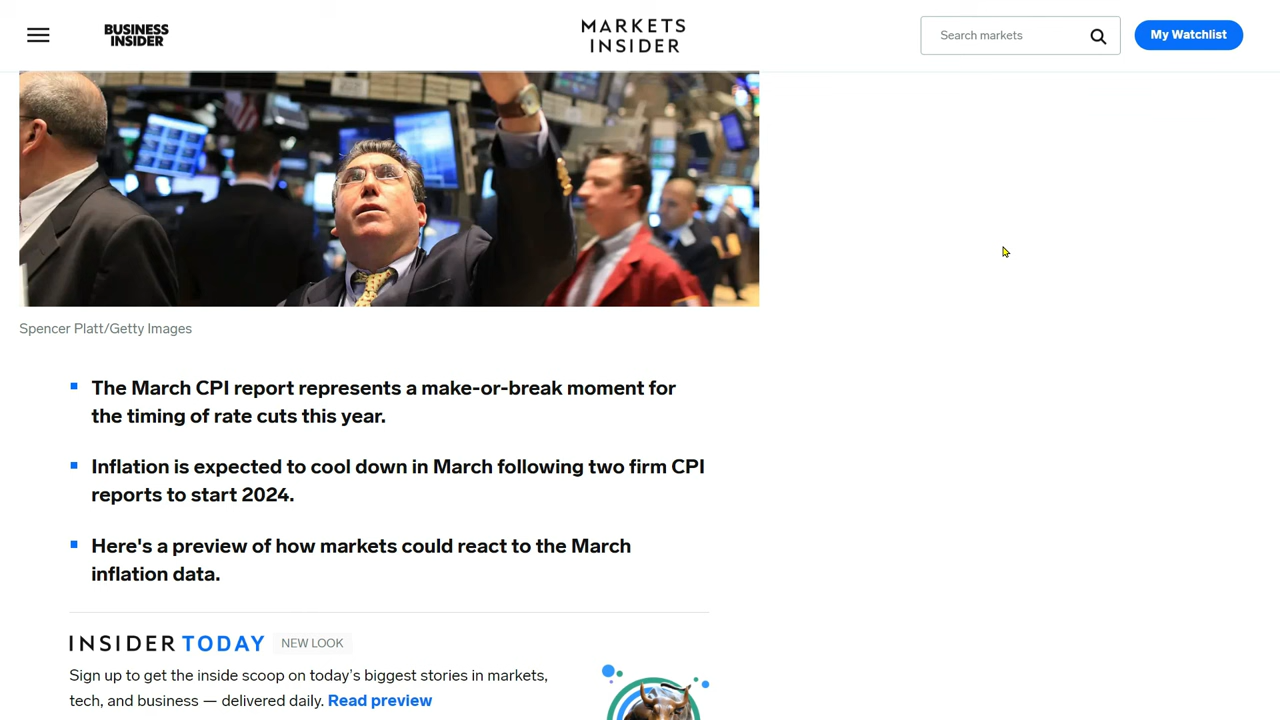 BUSINESS
INSIDER
MARKETS
INSIDER
Search markets
My Watchlist
Spencer Platt/Getty Images
The March CPI report represents a make-or-break moment for
the timing of rate cuts this year.
Inflation is expected to cool down in March following two firm CPI
reports to start 2024.
Here's a preview of how markets could react to the March
inflation data.
INSIDER TODAY NEW LOOK
Sign up to get the inside scoop on today’s biggest stories in markets,
tech, and business — delivered daily. Read preview